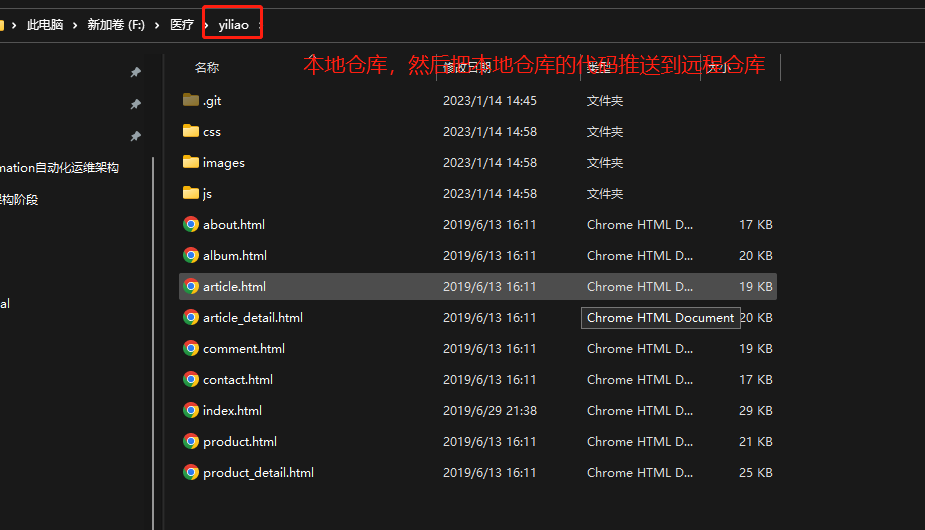 此电脑 › 新加卷 (F:) › 医疗 › yiliao
本地仓库，然后把本地仓库的代码推送到远程仓库
名称 修改日期 类型 大小
.git 2023/1/14 14:45 文件夹
css 2023/1/14 14:58 文件夹
images 2023/1/14 14:58 文件夹
js 2023/1/14 14:58 文件夹
about.html 2019/6/13 16:11 Chrome HTML D... 17 KB
album.html 2019/6/13 16:11 Chrome HTML D... 20 KB
article.html 2019/6/13 16:11 Chrome HTML D... 19 KB
article_detail.html 2019/6/13 16:11 Chrome HTML Document 20 KB
comment.html 2019/6/13 16:11 Chrome HTML D... 19 KB
contact.html 2019/6/13 16:11 Chrome HTML D... 17 KB
index.html 2019/6/29 21:38 Chrome HTML D... 29 KB
product.html 2019/6/13 16:11 Chrome HTML D... 21 KB
product_detail.html 2019/6/13 16:11 Chrome HTML D... 25 KB
mation自动化运维架构
架构阶段
al